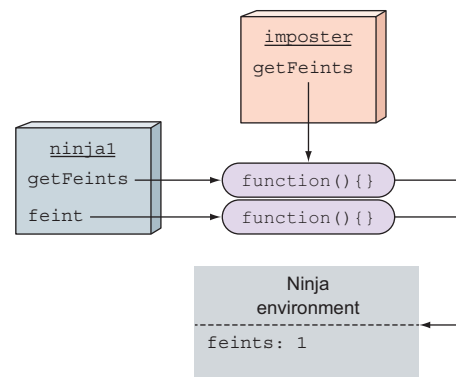 imposter
getFeints
ninja1
getFeints
feint
function(){}
function(){}
Ninja
environment
feints: 1